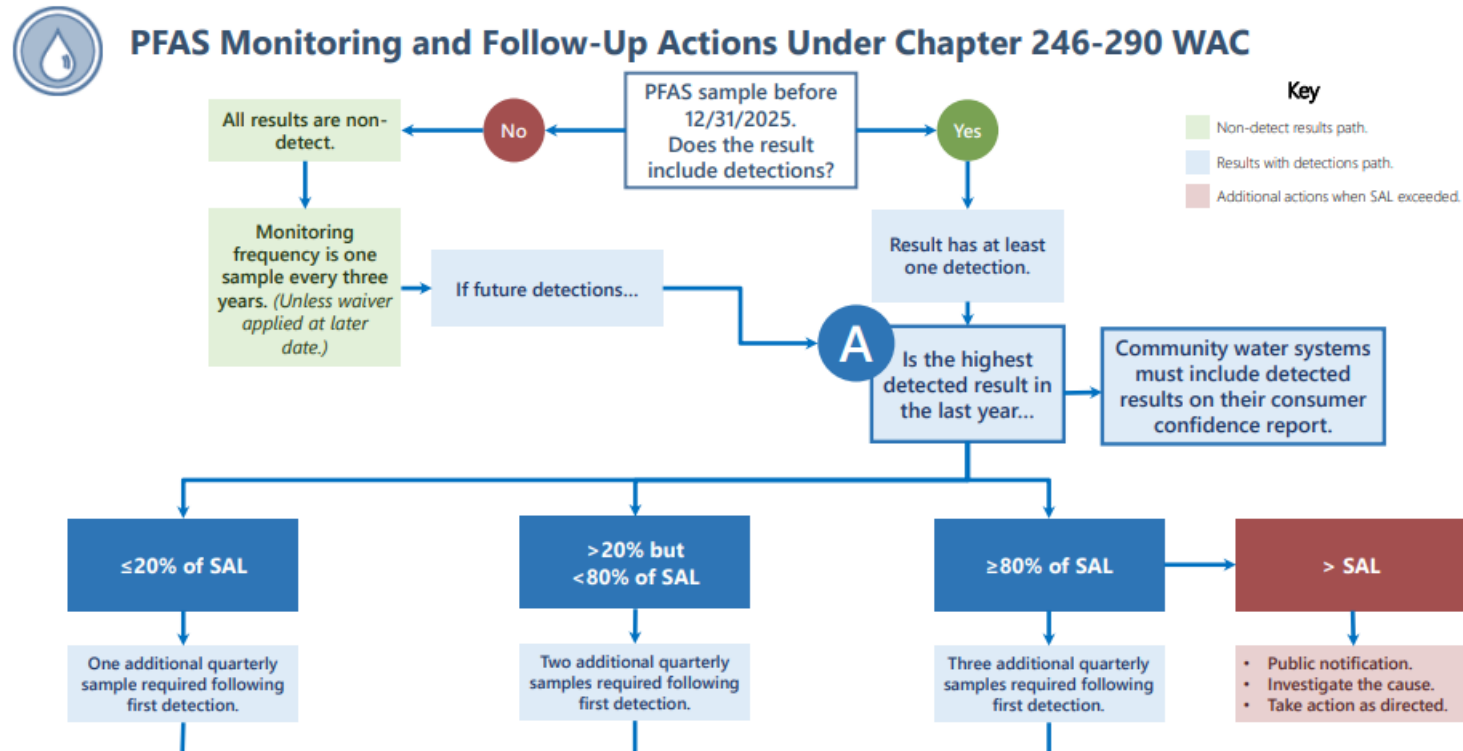 PFAS Monitoring and Follow-Up Actions Under Chapter 246-290 WAC
Key
Non-detect results path.
Results with detections path.
Additional actions when SAL exceeded.
PFAS sample before
12/31/2025.
Does the result
include detections?
No
Yes
All results are non-
detect.
Monitoring
frequency is one
sample every three
years. (Unless waiver
applied at later
date.)
If future detections...
Result has at least
one detection.
A
Is the highest
detected result in
the last year...
Community water systems
must include detected
results on their consumer
confidence report.
≤20% of SAL
>20% but
<80% of SAL
≥80% of SAL
> SAL
One additional quarterly
sample required following
first detection.
Two additional quarterly
samples required following
first detection.
Three additional quarterly
samples required following
first detection.
• Public notification.
• Investigate the cause.
• Take action as directed.